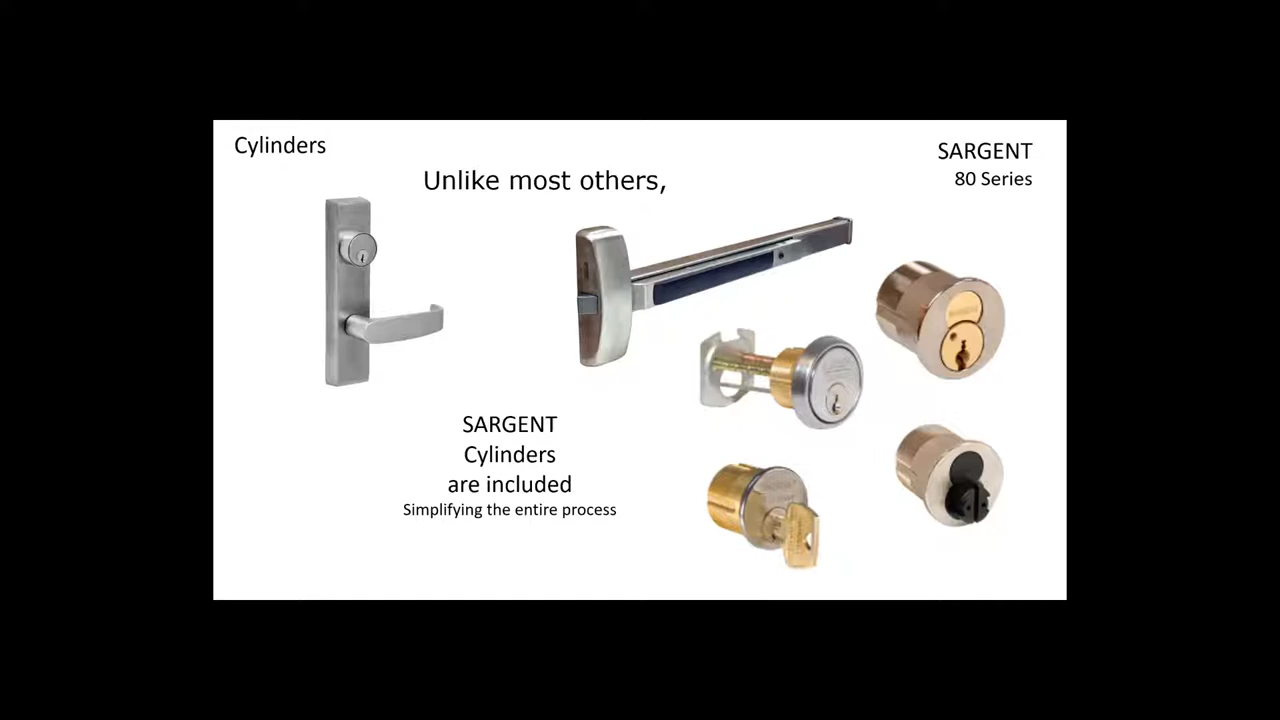 Cylinders
SARGENT
80 Series
Unlike most others,
SARGENT
Cylinders
are included
Simplifying the entire process